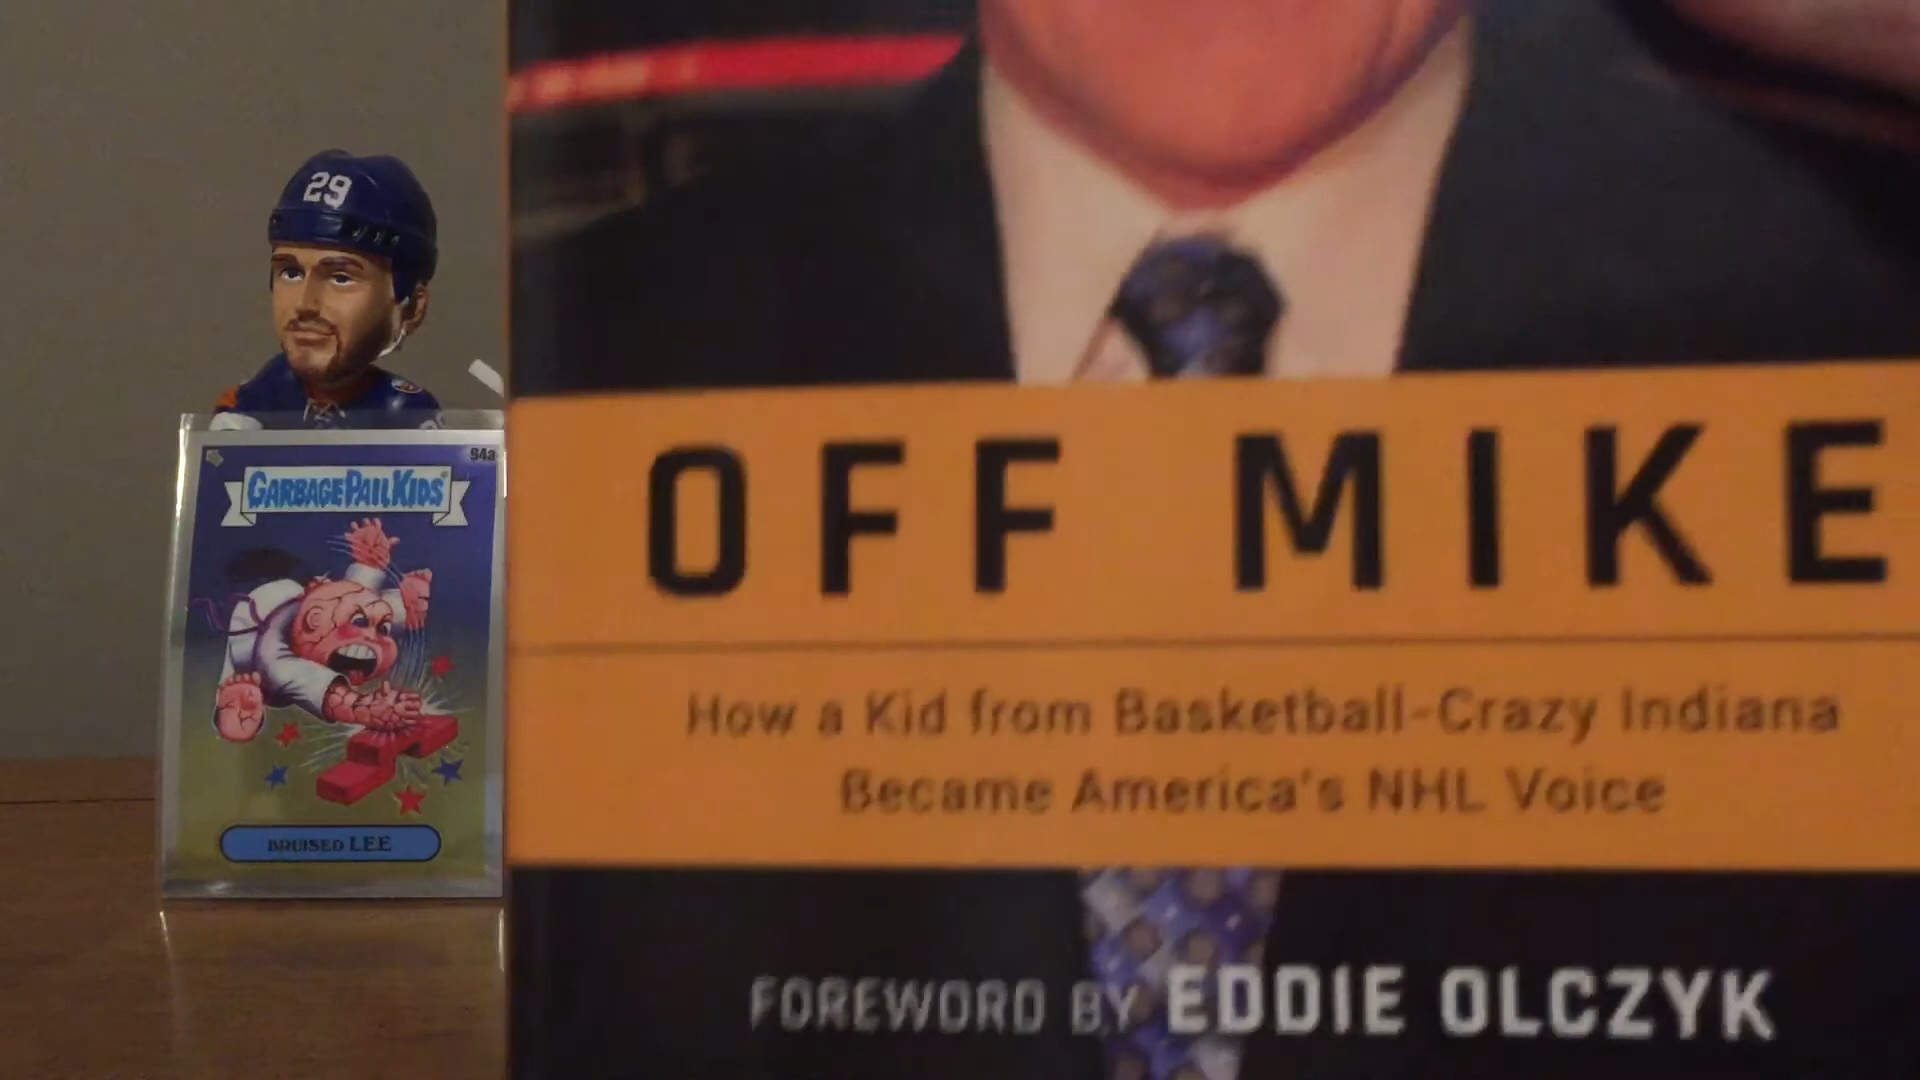 29
94a
GARBAGE PAIL KIDS
BRUISED LEE
OFF MIKE
How a Kid from Basketball-Crazy Indiana
Became America's NHL Voice
FOREWORD BY EDDIE OLCZYK